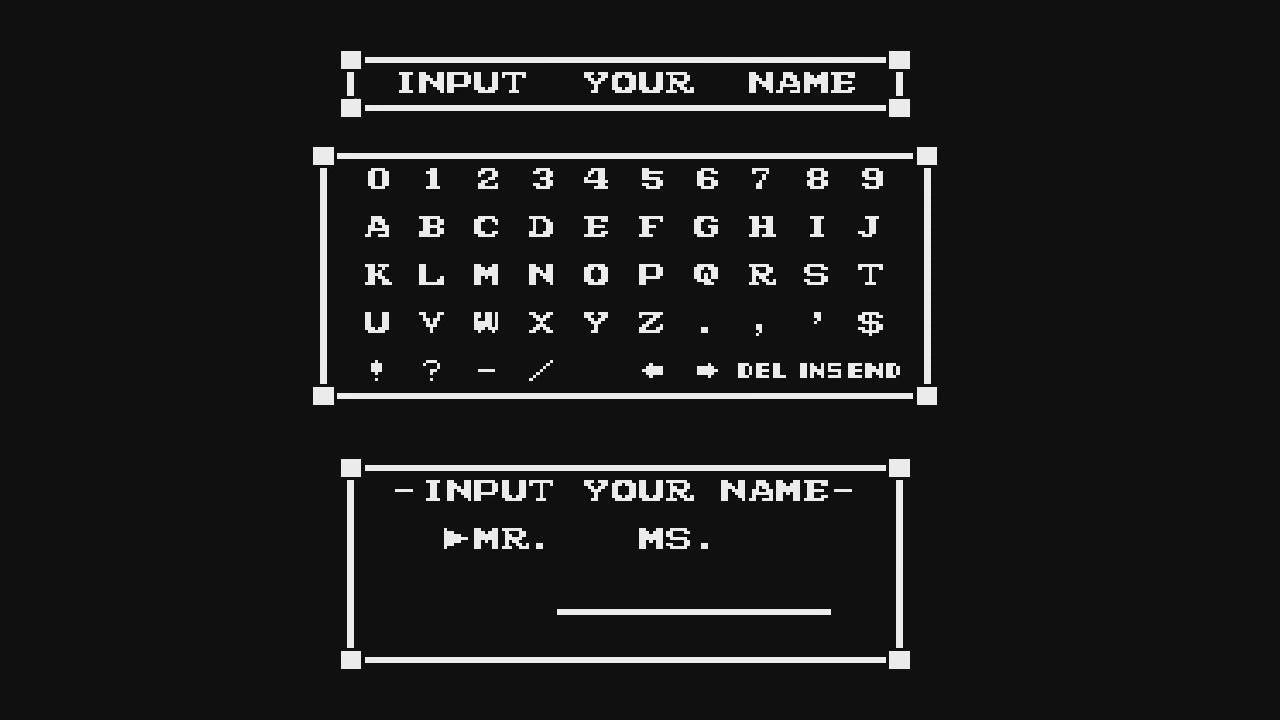 INPUT YOUR NAME
0 1 2 3 4 5 6 7 8 9
A B C D E F G H I J
K L M N O P Q R S T
U V W X Y Z . , ' $
! ? - / ← → DEL INS END
-INPUT YOUR NAME-
►MR. MS.